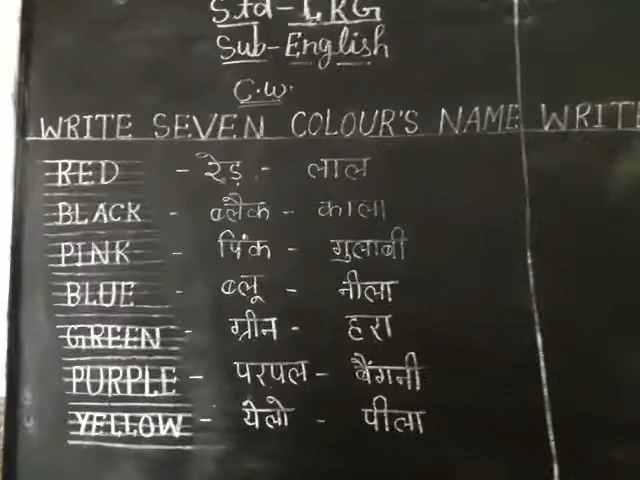 Std - LKG
Sub - English
C.W.
WRITE SEVEN COLOUR'S NAME WRITE
RED - रेड़ - लाल
BLACK - ब्लैक - काला
PINK - पिंक - गुलाबी
BLUE - ब्लू - नीला
GREEN - ग्रीन - हरा
PURPLE - परपल - बैंगनी
YELLOW - येलो - पीला